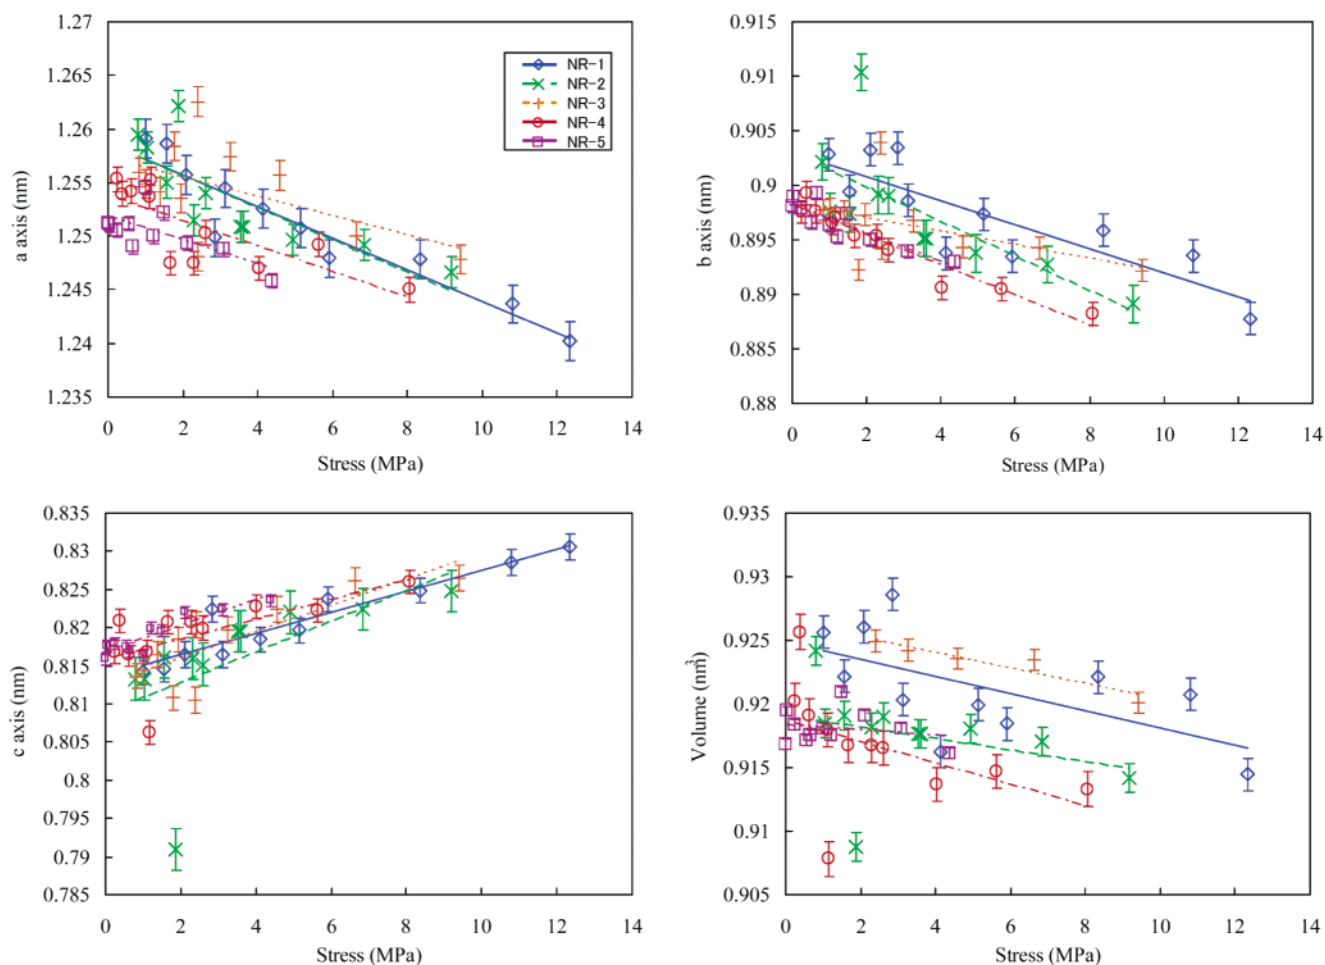 1.27
1.265
1.26
1.255
1.25
1.245
1.24
1.235
a axis (nm)
0 2 4 6 8 10 12 14
Stress (MPa)
NR-1
NR-2
NR-3
NR-4
NR-5
0.915
0.91
0.905
0.9
0.895
0.89
0.885
0.88
b axis (nm)
0 2 4 6 8 10 12 14
Stress (MPa)
0.835
0.83
0.825
0.82
0.815
0.81
0.805
0.8
0.795
0.79
0.785
c axis (nm)
0 2 4 6 8 10 12 14
Stress (MPa)
0.935
0.93
0.925
0.92
0.915
0.91
0.905
Volume (nm³)
0 2 4 6 8 10 12 14
Stress (MPa)